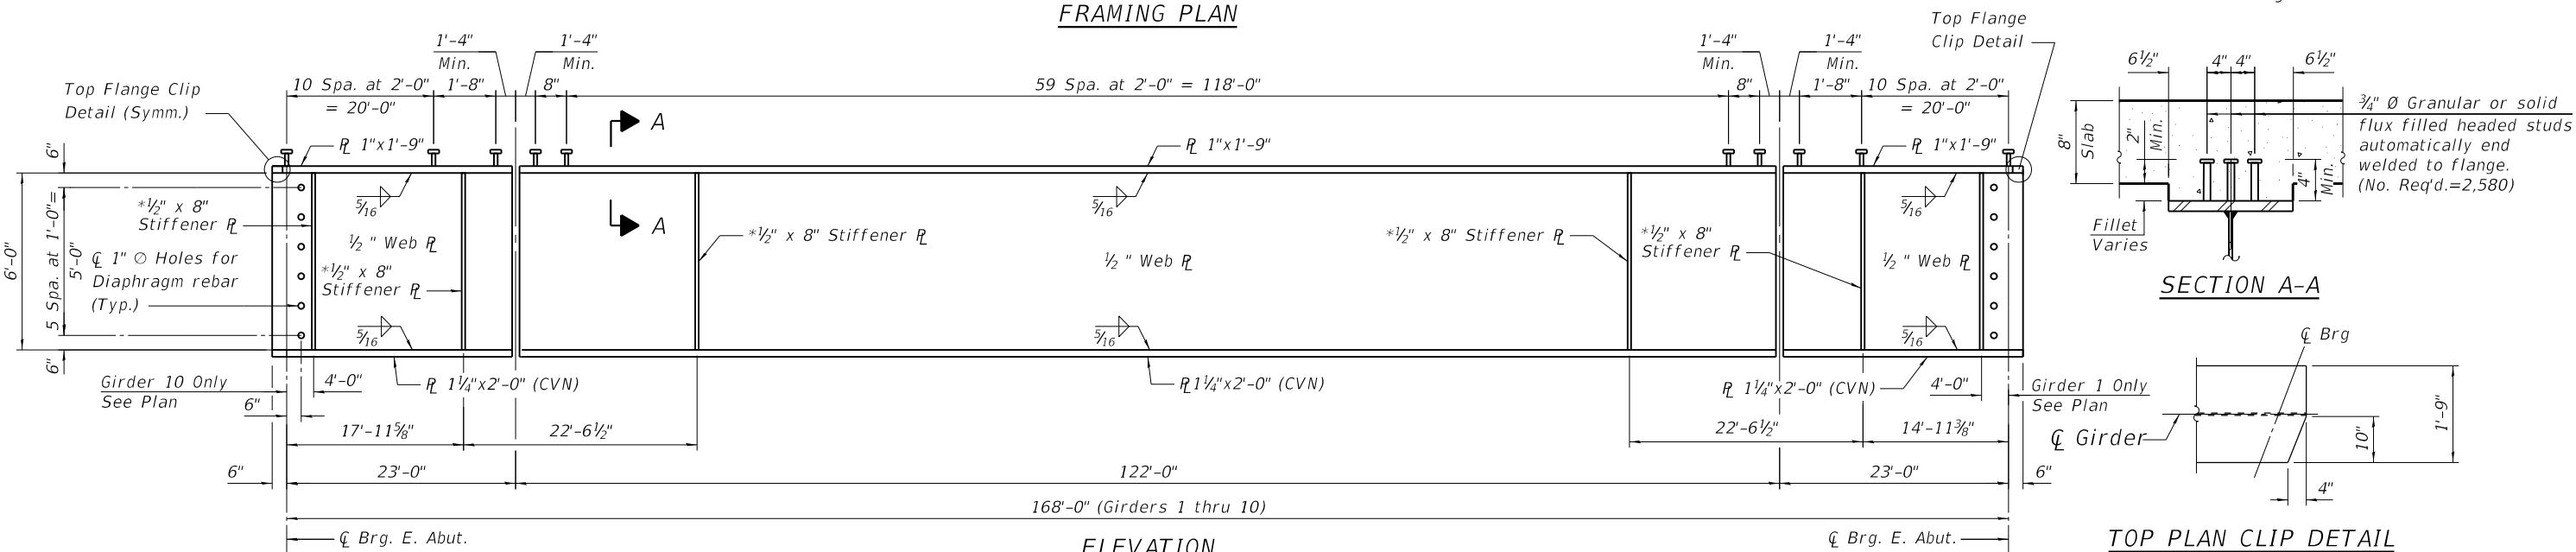 FRAMING PLAN
Top Flange
Clip Detail
1'-4"
Min.
1'-4"
Min.
1'-4"
Min.
1'-4"
Min.
10 Spa. at 2'-0"
= 20'-0"
1'-8"
8"
59 Spa. at 2'-0" = 118'-0"
8"
1'-8"
10 Spa. at 2'-0"
= 20'-0"
Top Flange Clip
Detail (Symm.)
A
A
℄ 1" Ø Holes for
Diaphragm rebar
(Typ.)
6"
6'-0"
5 Spa. at 1'-0"=
5'-0"
6"
PL 1"x1'-9"
PL 1"x1'-9"
PL 1"x1'-9"
5/16
5/16
5/16
*1/2" x 8"
Stiffener PL
1/2 " Web PL
*1/2" x 8"
Stiffener PL
*1/2" x 8" Stiffener PL
1/2 " Web PL
*1/2" x 8" Stiffener PL
*1/2" x 8"
Stiffener PL
1/2 " Web PL
5/16
5/16
5/16
Girder 10 Only
See Plan
4'-0"
PL 1 1/4"x2'-0" (CVN)
PL 1 1/4"x2'-0" (CVN)
PL 1 1/4"x2'-0" (CVN)
4'-0"
Girder 1 Only
See Plan
6"
17'-11 5/8"
22'-6 1/2"
22'-6 1/2"
14'-11 3/8"
6"
23'-0"
122'-0"
23'-0"
6"
168'-0" (Girders 1 thru 10)
℄ Brg. E. Abut.
℄ Brg. E. Abut.
ELEVATION
6 1/2"
4"
4"
6 1/2"
8"
Slab
2"
Min.
4"
Min.
3/4" Ø Granular or solid
flux filled headed studs
automatically end
welded to flange.
(No. Req'd.=2,580)
Fillet
Varies
SECTION A-A
℄ Brg
℄ Girder
10"
1'-9"
4"
TOP PLAN CLIP DETAIL